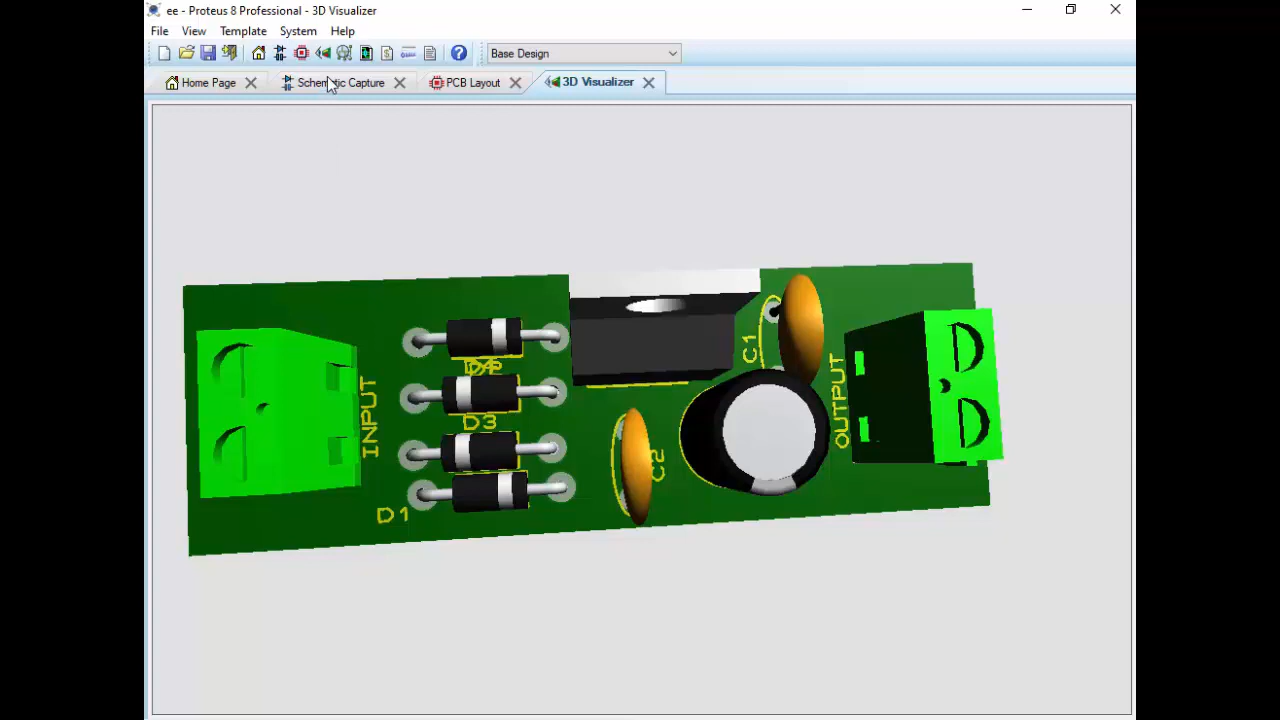 ee - Proteus 8 Professional - 3D Visualizer
File View Template System Help
Base Design
Home Page Schematic Capture PCB Layout 3D Visualizer
C1
D3
INPUT
OUTPUT
C2
D1